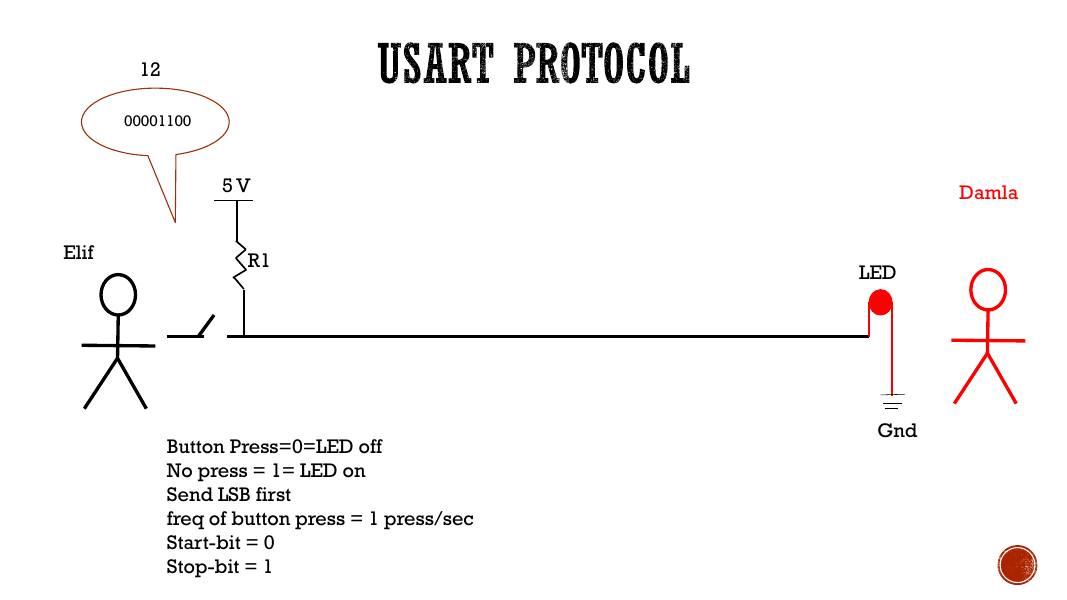 USART PROTOCOL
12
00001100
5 V
Damla
Elif
R1
LED
Gnd
Button Press=0=LED off
No press = 1= LED on
Send LSB first
freq of button press = 1 press/sec
Start-bit = 0
Stop-bit = 1